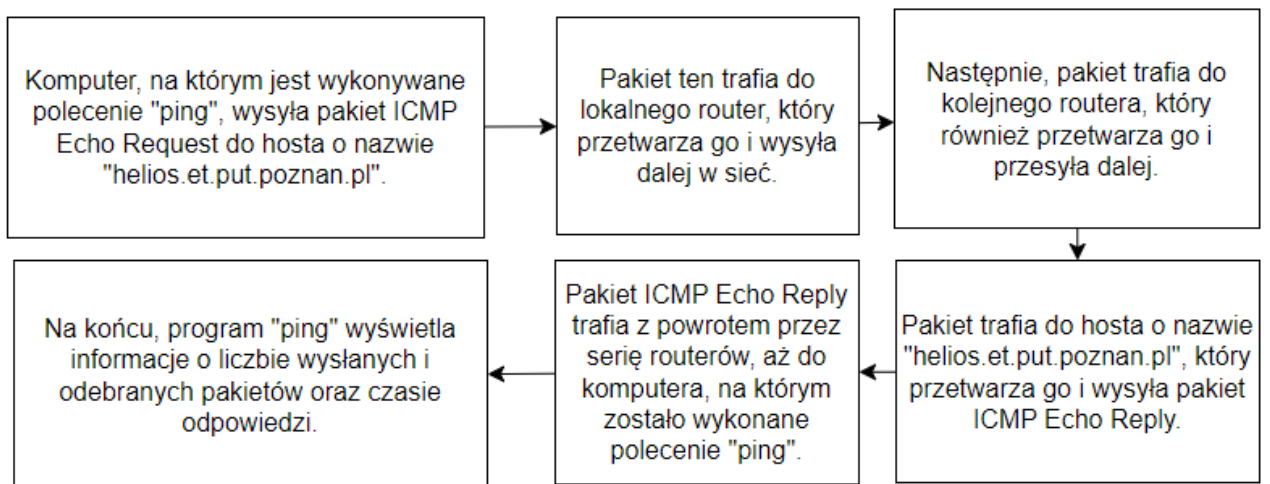 Komputer, na którym jest wykonywane
polecenie "ping", wysyła pakiet ICMP
Echo Request do hosta o nazwie
"helios.et.put.poznan.pl".
Pakiet ten trafia do
lokalnego router, który
przetwarza go i wysyła
dalej w sieć.
Następnie, pakiet trafia do
kolejnego routera, który
również przetwarza go i
przesyła dalej.
Pakiet trafia do hosta o nazwie
"helios.et.put.poznan.pl", który
przetwarza go i wysyła pakiet
ICMP Echo Reply.
Pakiet ICMP Echo Reply
trafia z powrotem przez
serię routerów, aż do
komputera, na którym
zostało wykonane
polecenie "ping".
Na końcu, program "ping" wyświetla
informacje o liczbie wysłanych i
odebranych pakietów oraz czasie
odpowiedzi.